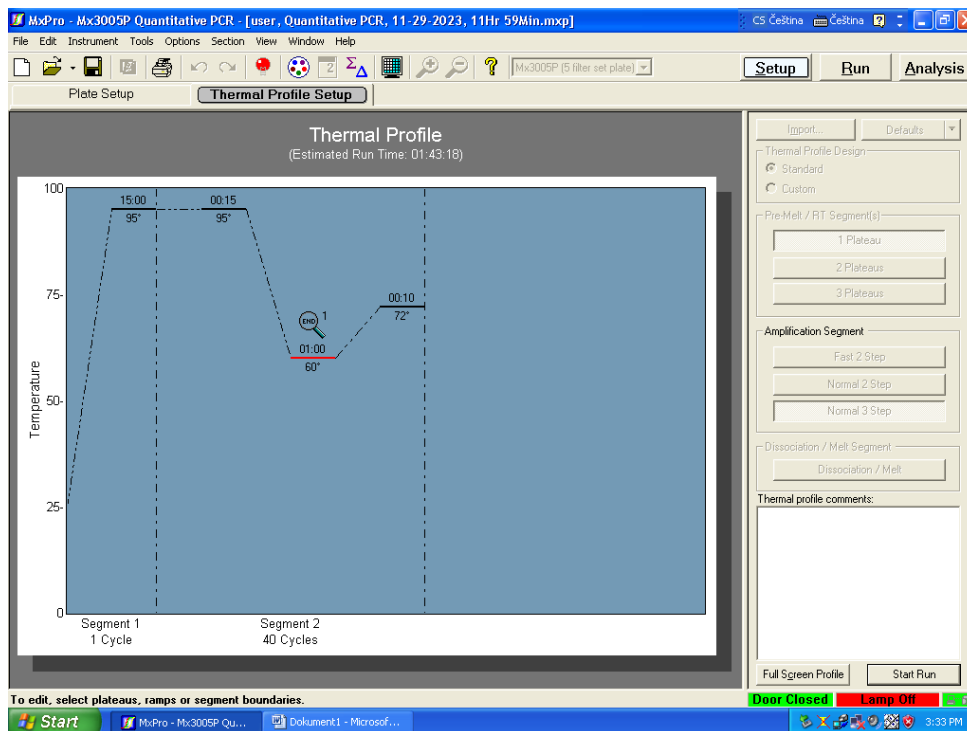 MxPro - Mx3005P Quantitative PCR - [user, Quantitative PCR, 11-29-2023, 11Hr 59Min.mxp]
CS Čeština Čeština
File Edit Instrument Tools Options Section View Window Help
Mx3005P (5 filter set plate)
Setup Run Analysis
Plate Setup Thermal Profile Setup
Thermal Profile
(Estimated Run Time: 01:43:18)
100
75-
50-
25-
0
Temperature
15:00
95°
00:15
95°
END 1
01:00
60°
00:10
72°
Segment 1
1 Cycle
Segment 2
40 Cycles
Import... Defaults
Thermal Profile Design
Standard
Custom
Pre-Melt / RT Segment(s)
1 Plateau
2 Plateaus
3 Plateaus
Amplification Segment
Fast 2 Step
Normal 2 Step
Normal 3 Step
Dissociation / Melt Segment
Dissociation / Melt
Thermal profile comments:
Full Screen Profile Start Run
To edit, select plateaus, ramps or segment boundaries.
Door Closed Lamp Off
Start MxPro - Mx3005P Qu... Dokument1 - Microsof... 3:33 PM